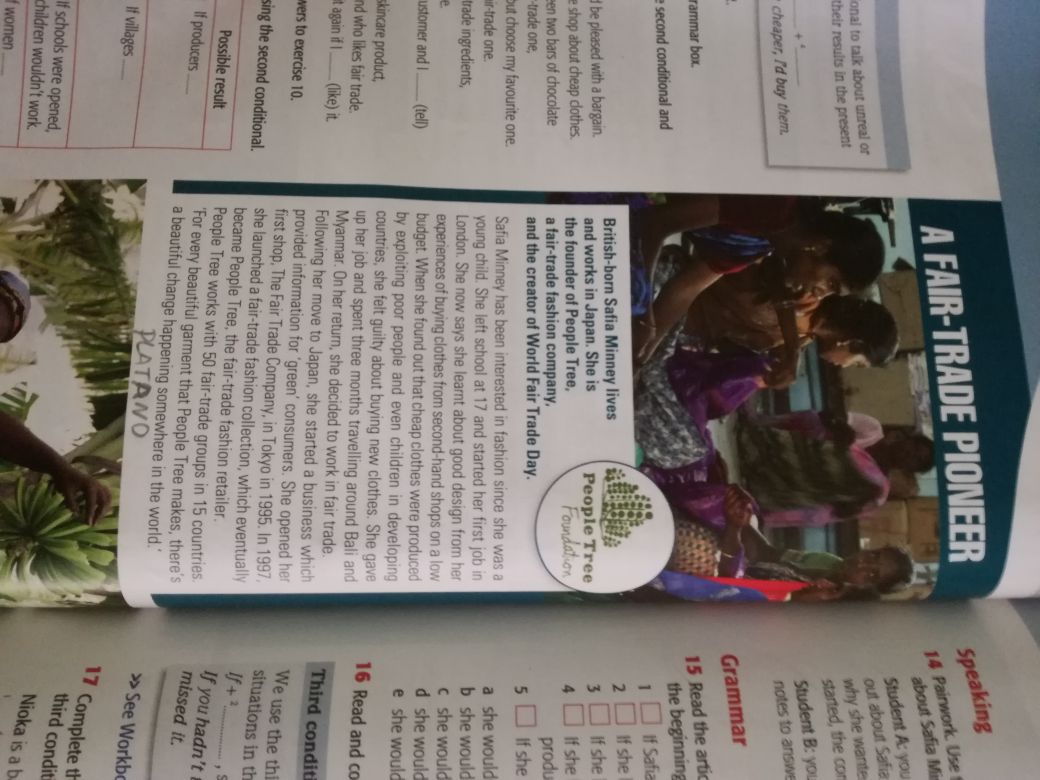 onal to talk about unreal or
their results in the present
+ 4
cheaper, I'd buy them.
rammar box.
e second conditional and
d be pleased with a bargain.
e shop about cheap clothes.
een two bars of chocolate
-trade one,
but choose my favourite one.
air-trade one.
trade ingredients,
e.
ustomer and I ____ (tell)
skincare product,
nd who likes fair trade.
t again if I ____ (like) it.
wers to exercise 10.
sing the second conditional.
Possible result
If producers ____
If villages ____
If schools were opened,
children wouldn't work.
f women ____
A FAIR-TRADE PIONEER
People Tree
Foundation
British-born Safia Minney lives
and works in Japan. She is
the founder of People Tree,
a fair-trade fashion company,
and the creator of World Fair Trade Day.
Safia Minney has been interested in fashion since she was a
young child. She left school at 17 and started her first job in
London. She now says she learnt about good design from her
experiences of buying clothes from second-hand shops on a low
budget. When she found out that cheap clothes were produced
by exploiting poor people and even children in developing
countries, she felt guilty about buying new clothes. She gave
up her job and spent three months travelling around Bali and
Myanmar. On her return, she decided to work in fair trade.
Following her move to Japan, she started a business which
provided information for 'green' consumers. She opened her
first shop, The Fair Trade Company, in Tokyo in 1995. In 1997,
she launched a fair-trade fashion collection, which eventually
became People Tree, the fair-trade fashion retailer.
People Tree works with 50 fair-trade groups in 15 countries.
'For every beautiful garment that People Tree makes, there's
a beautiful change happening somewhere in the world.'
PLATANO
Speaking
14 Pairwork. Use
about Safia Mi
Student A: you
out about Safia
why she wante
started, the co
Student B: you
notes to answe
Grammar
15 Read the artic
the beginning
1 If Safia
2 If she
3 If she
4 If she
produ
5 If she
a she would
b she would
c she would
d she would
e she would
16 Read and co
Third conditi
We use the thi
situations in th
If + 2 ............ , s
If you hadn't
missed it.
>> See Workbo
17 Complete th
third condit
Nioka is a b